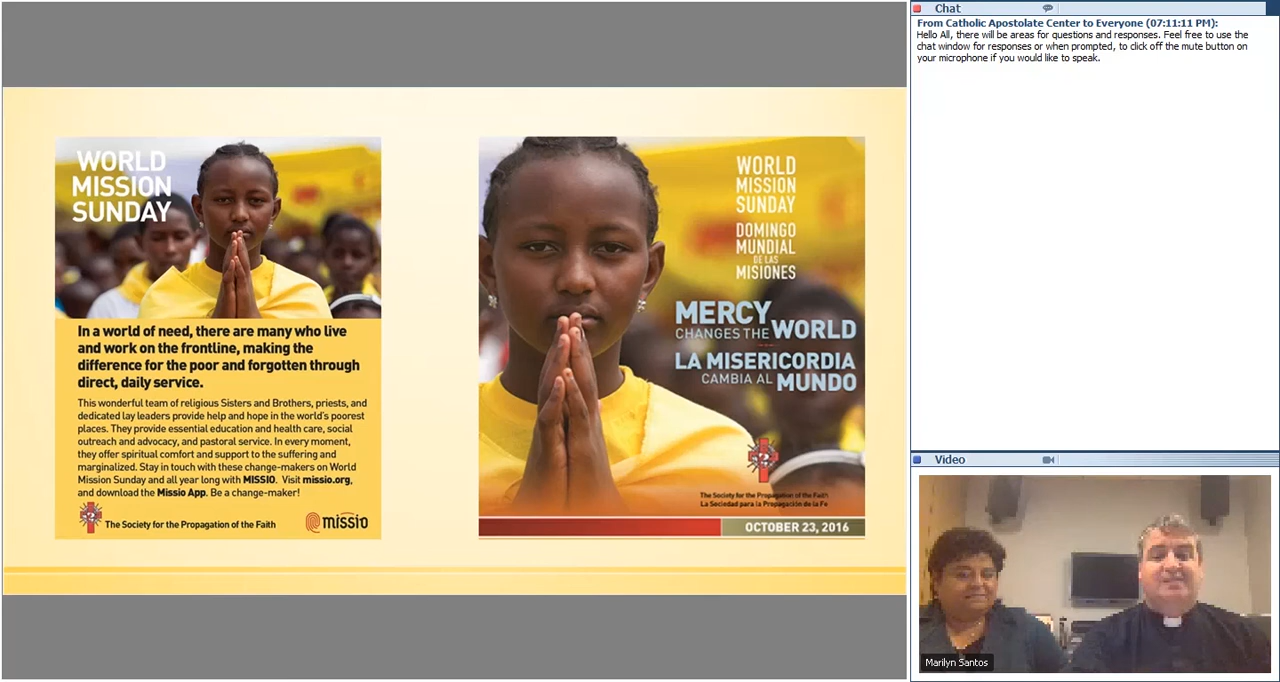 WORLD
MISSION
SUNDAY
In a world of need, there are many who live
and work on the frontline, making the
difference for the poor and forgotten through
direct, daily service.
This wonderful team of religious Sisters and Brothers, priests, and
dedicated lay leaders provide help and hope in the world's poorest
places. They provide essential education and health care, social
outreach and advocacy, and pastoral service. In every moment,
they offer spiritual comfort and support to the suffering and
marginalized. Stay in touch with these change-makers on World
Mission Sunday and all year long with MISSIO. Visit missio.org,
and download the Missio App. Be a change-maker!
The Society for the Propagation of the Faith
missio
WORLD
MISSION
SUNDAY
DOMINGO
MUNDIAL
DE LAS
MISIONES
MERCY
CHANGES THE WORLD
LA MISERICORDIA
CAMBIA AL MUNDO
The Society for the Propagation of the Faith
La Sociedad para la Propagación de la Fe
OCTOBER 23, 2016
Chat
From Catholic Apostolate Center to Everyone (07:11:11 PM):
Hello All, there will be areas for questions and responses. Feel free to use the
chat window for responses or when prompted, to click off the mute button on
your microphone if you would like to speak.
Video
Marilyn Santos